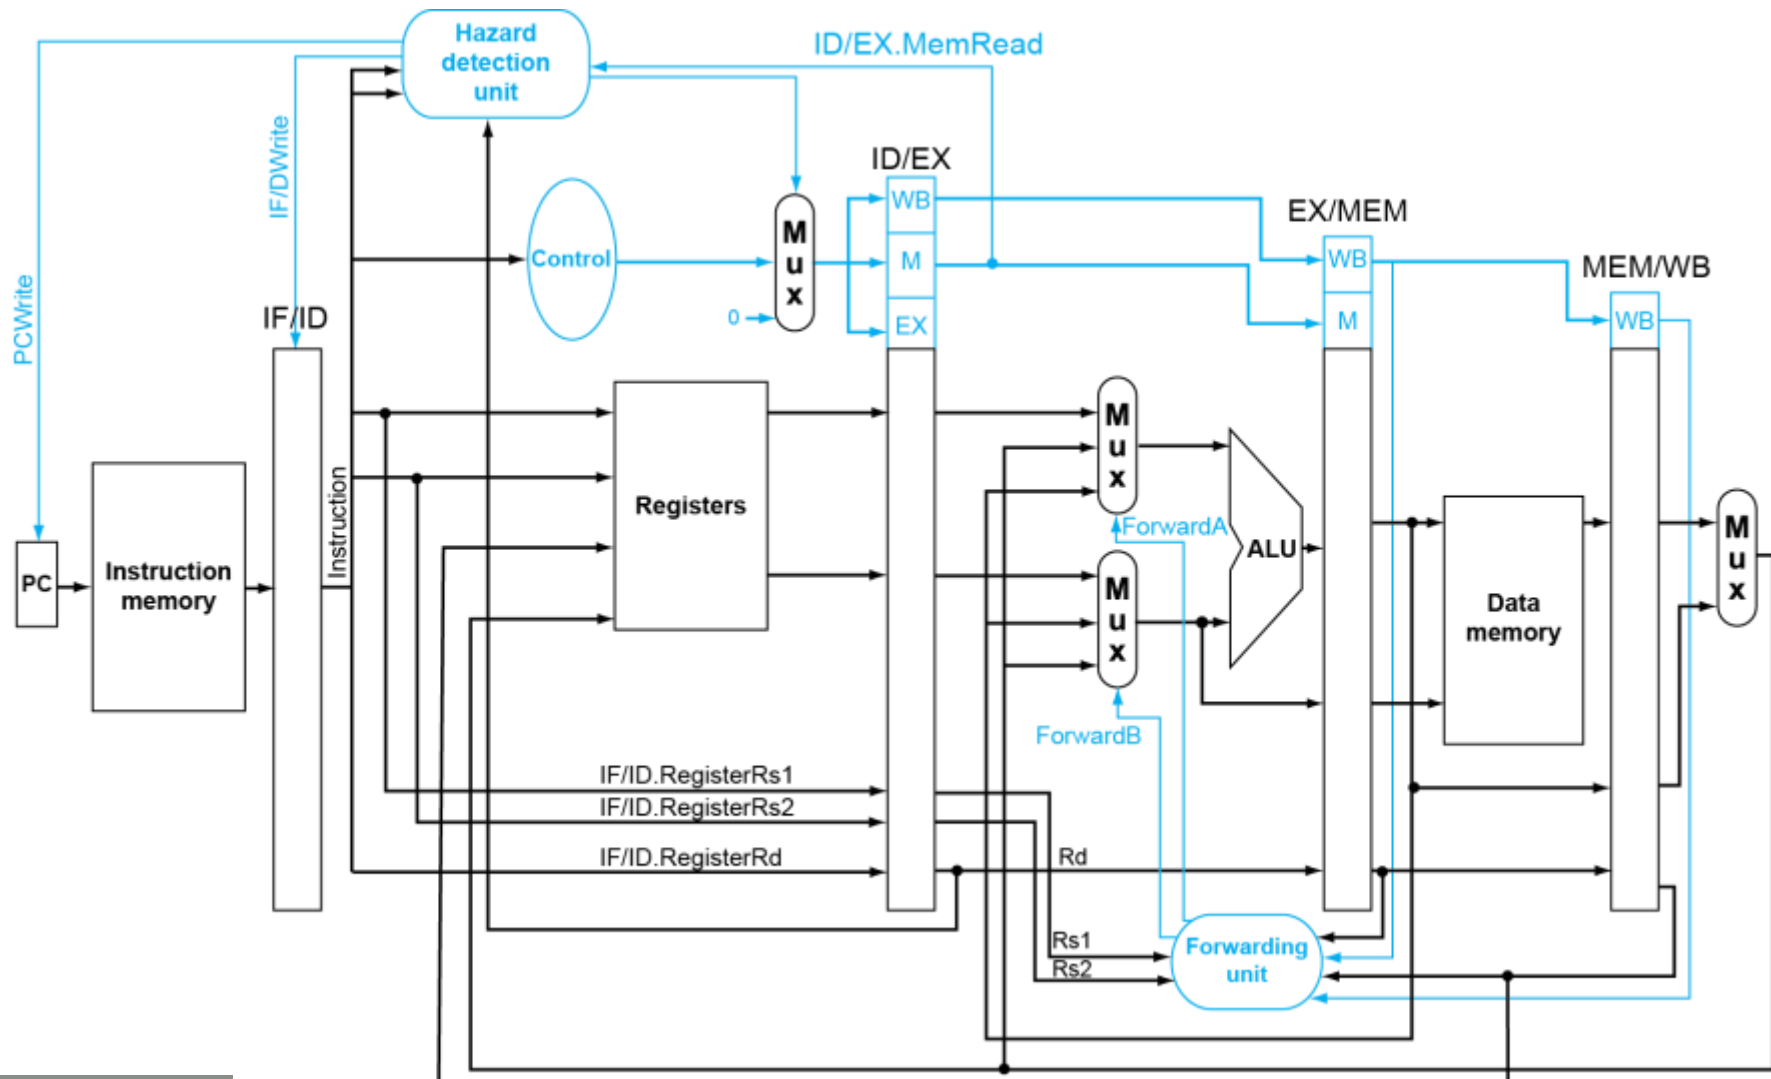 Hazard
detection
unit
ID/EX.MemRead
IF/DWrite
PCWrite
ID/EX
WB
M
EX
Control
M
u
x
0
EX/MEM
WB
M
MEM/WB
WB
IF/ID
PC
Instruction
memory
Instruction
Registers
M
u
x
ForwardA
M
u
x
ForwardB
ALU
Data
memory
M
u
x
IF/ID.RegisterRs1
IF/ID.RegisterRs2
IF/ID.RegisterRd
Rd
Rs1
Rs2
Forwarding
unit